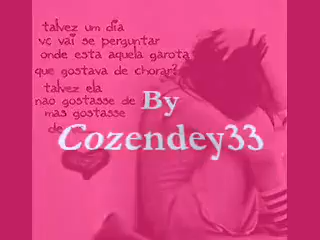 talvez um dia
vc vai se perguntar
onde esta aquela garota
que gostava de chorar?
talvez ela
nao gostasse de
mas gostasse
de
By
Cozendey33